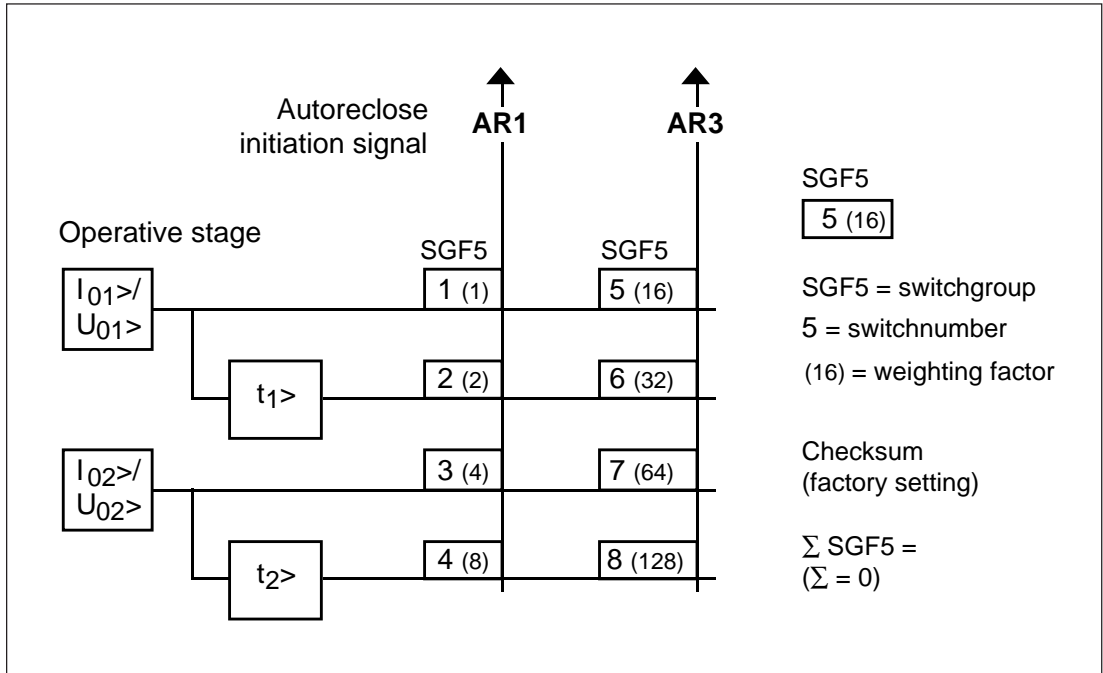 Autoreclose
initiation signal
AR1
AR3
SGF5
5 (16)
Operative stage
SGF5
SGF5
I01>/
U01>
1 (1)
5 (16)
SGF5 = switchgroup
5 = switchnumber
(16) = weighting factor
t1>
2 (2)
6 (32)
I02>/
U02>
3 (4)
7 (64)
Checksum
(factory setting)
t2>
4 (8)
8 (128)
Σ SGF5 =
(Σ = 0)